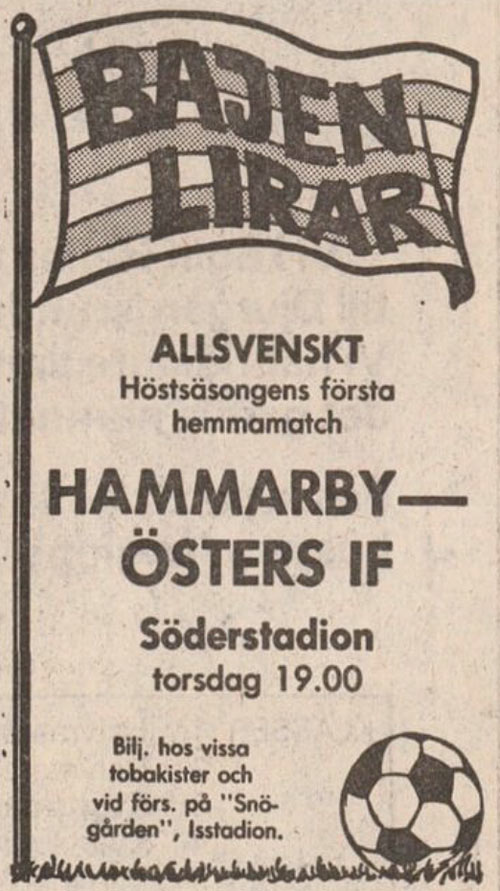 BAJEN
LIRAR
ALLSVENSKT
Höstsäsongens första
hemmamatch
HAMMARBY—
ÖSTERS IF
Söderstadion
torsdag 19.00
Bilj. hos vissa
tobakister och
vid förs. på "Snö-
gården", Isstadion.